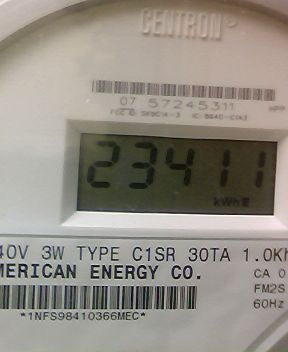 CENTRON
07 57245311
23411
kWh
40V 3W TYPE C1SR 30TA 1.0Kh
MERICAN ENERGY CO.
CA 0
FM2S
60Hz
*1NFS98410366MEC*